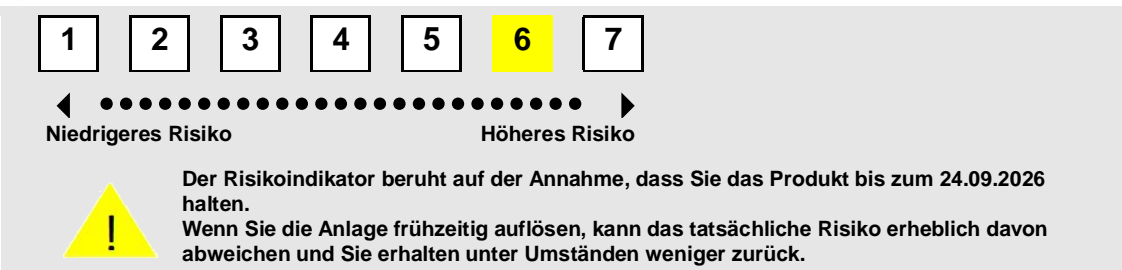 1 2 3 4 5 6 7
Niedrigeres Risiko Höheres Risiko
Der Risikoindikator beruht auf der Annahme, dass Sie das Produkt bis zum 24.09.2026
halten.
Wenn Sie die Anlage frühzeitig auflösen, kann das tatsächliche Risiko erheblich davon
abweichen und Sie erhalten unter Umständen weniger zurück.
!